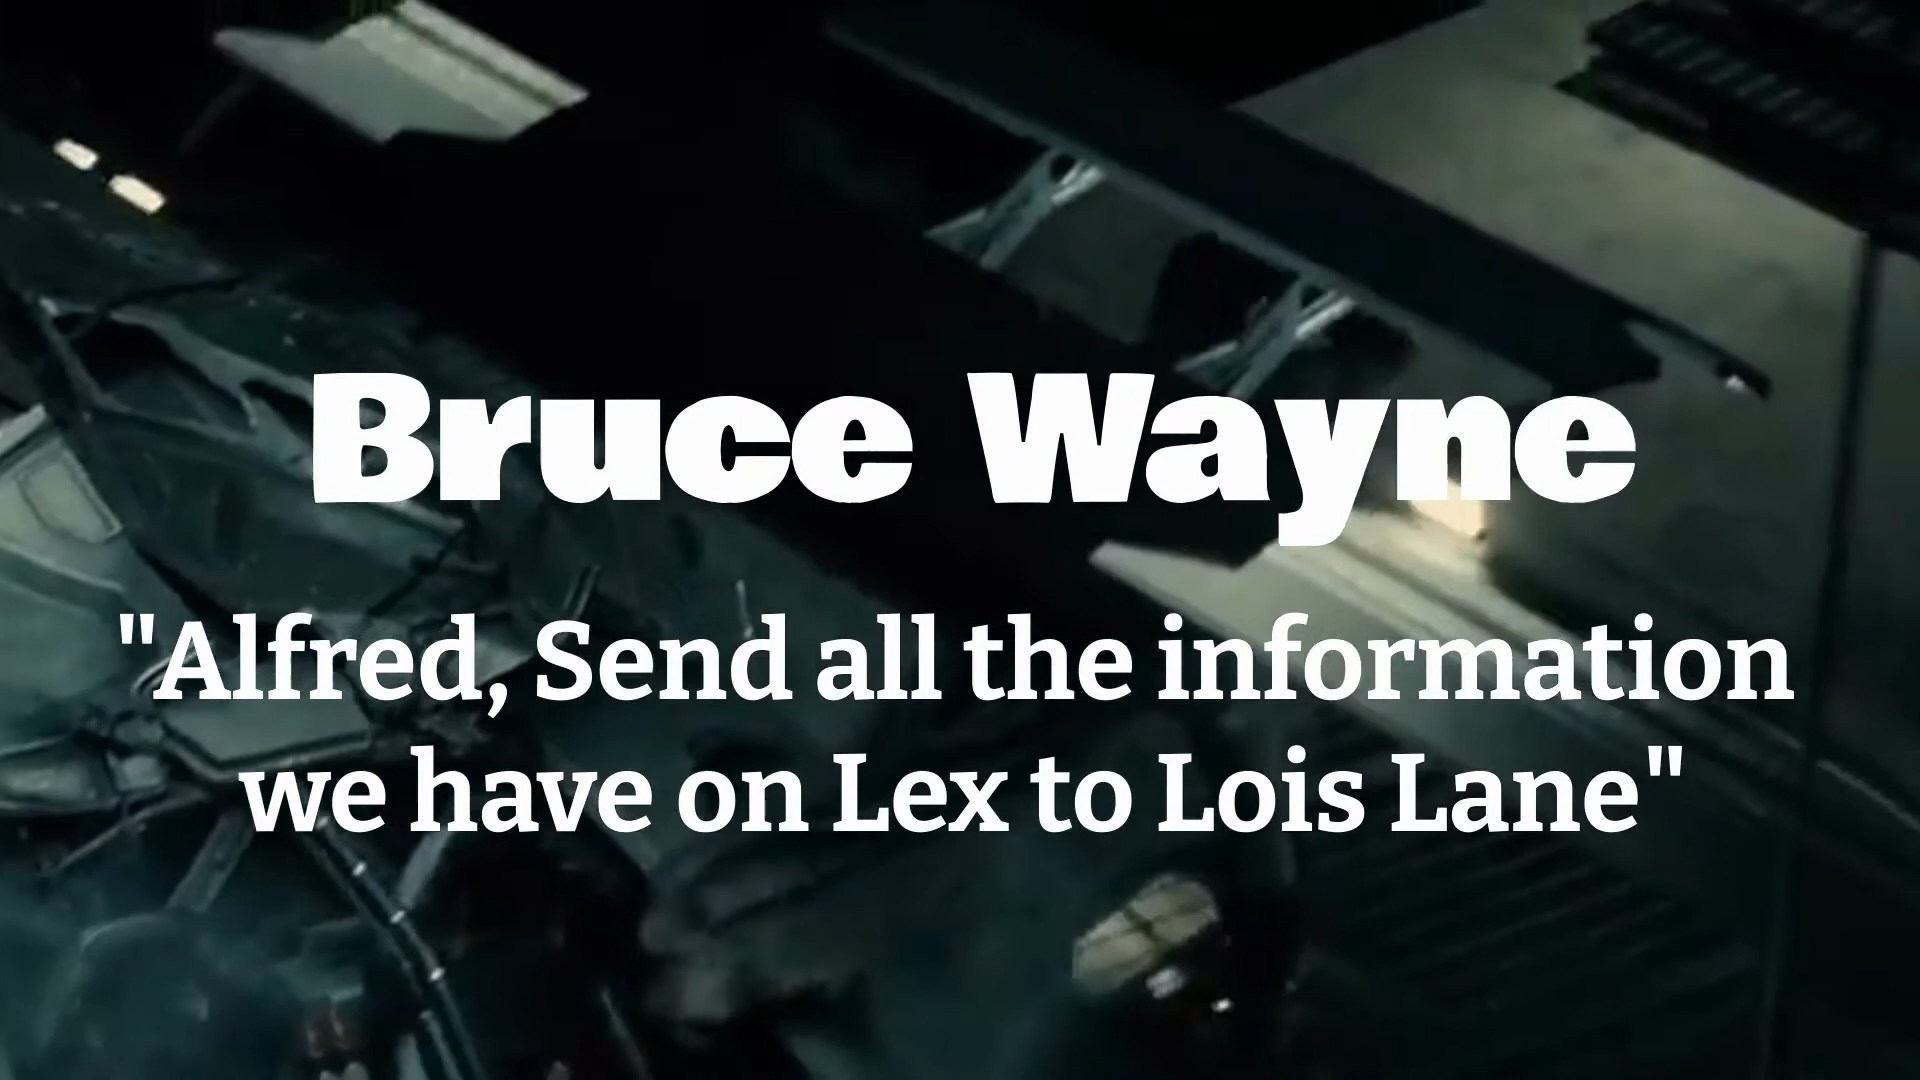 Bruce Wayne
"Alfred, Send all the information
we have on Lex to Lois Lane"